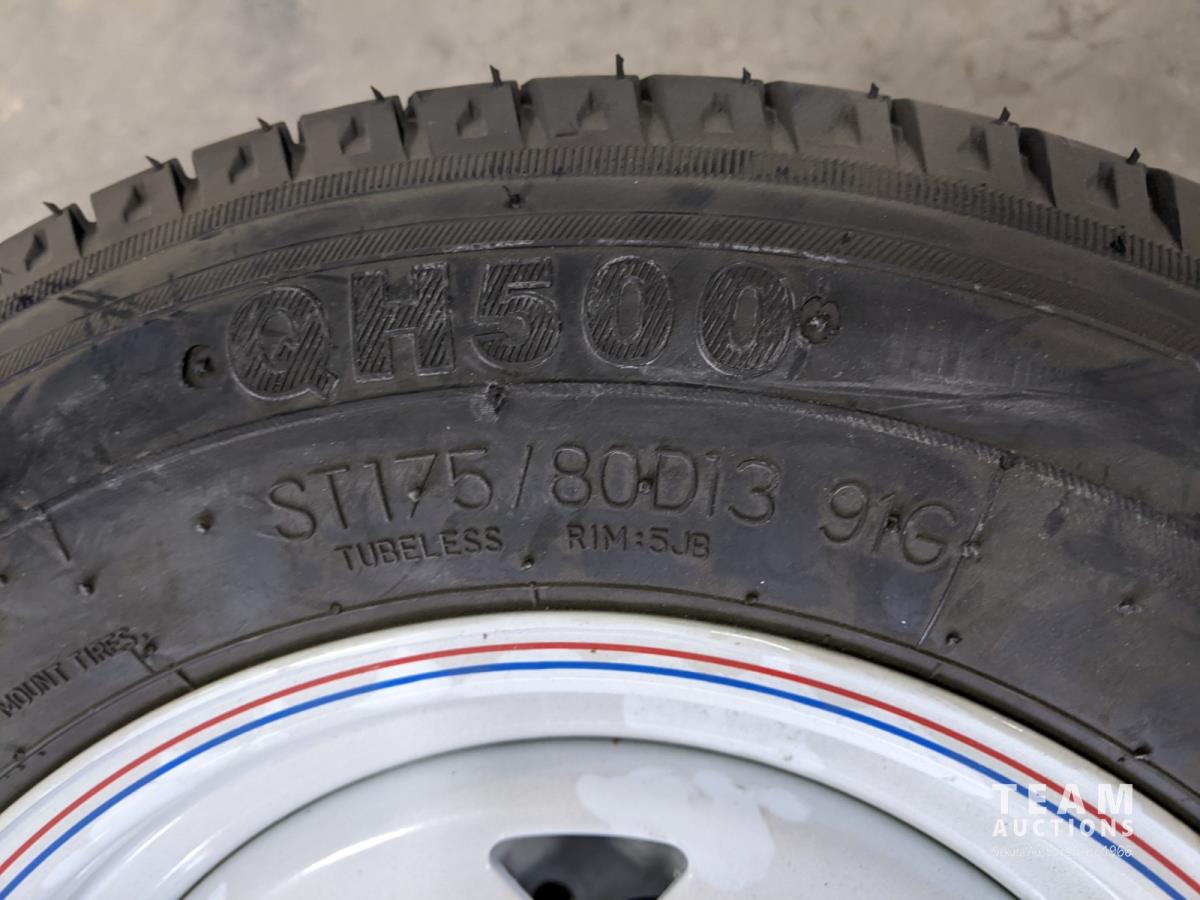 QH500
ST175/80D13 91G
TUBELESS RIM:5JB
MOUNT TIRES
TEAM
AUCTIONS